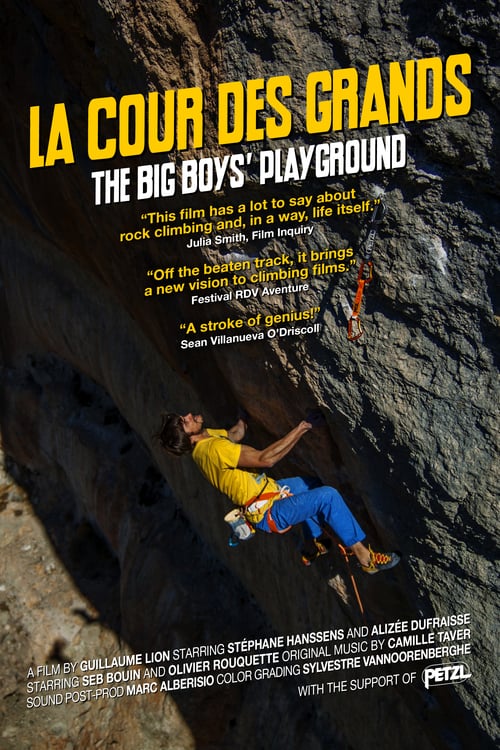 LA COUR DES GRANDS
THE BIG BOYS' PLAYGROUND
“This film has a lot to say about
rock climbing and, in a way, life itself.”
Julia Smith, Film Inquiry
“Off the beaten track, it brings
a new vision to climbing films.”
Festival RDV Aventure
“A stroke of genius!”
Sean Villanueva O'Driscoll
A FILM BY GUILLAUME LION STARRING STÉPHANE HANSSENS AND ALIZÉE DUFRAISSE
STARRING SEB BOUIN AND OLIVIER ROUQUETTE ORIGINAL MUSIC BY CAMILLE TAVER
SOUND POST-PROD MARC ALBERISIO COLOR GRADING SYLVESTRE VANNOORENBERGHE
WITH THE SUPPORT OF PETZL